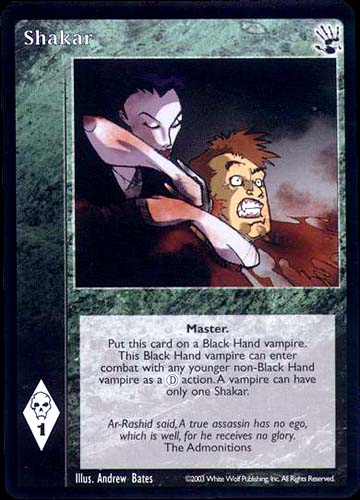 Shakar
Master.
Put this card on a Black Hand vampire.
This Black Hand vampire can enter
combat with any younger non-Black Hand
vampire as a Ⓓ action. A vampire can have
only one Shakar.
Ar-Rashid said, A true assassin has no ego,
which is well, for he receives no glory.
The Admonitions
1
Illus. Andrew Bates
©2003 White Wolf Publishing, Inc. All Rights Reserved.